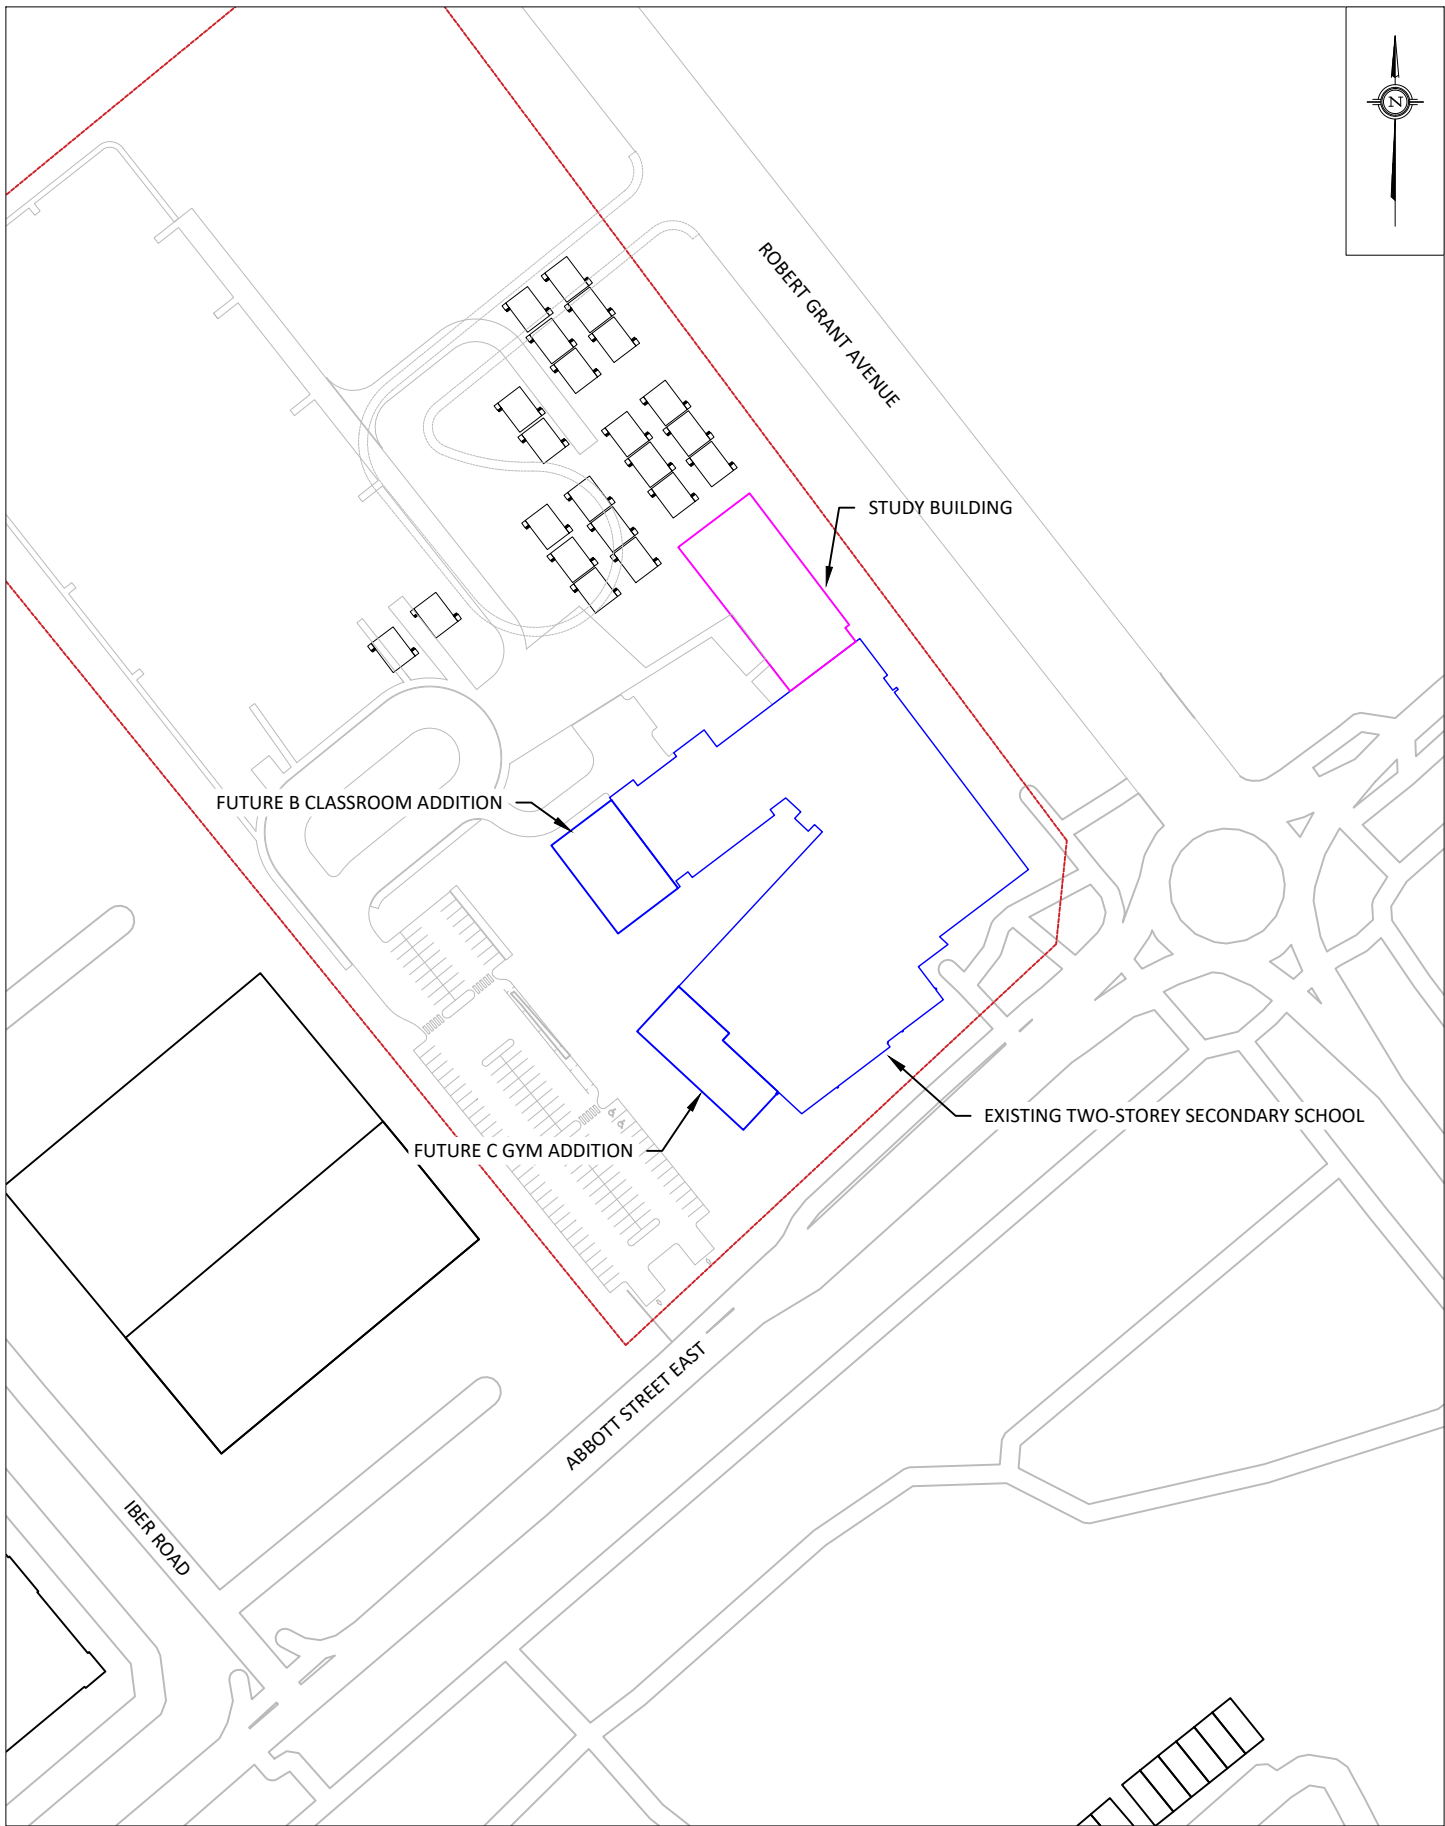 N
ROBERT GRANT AVENUE
STUDY BUILDING
FUTURE B CLASSROOM ADDITION
EXISTING TWO-STOREY SECONDARY SCHOOL
FUTURE C GYM ADDITION
ABBOTT STREET EAST
IBER ROAD